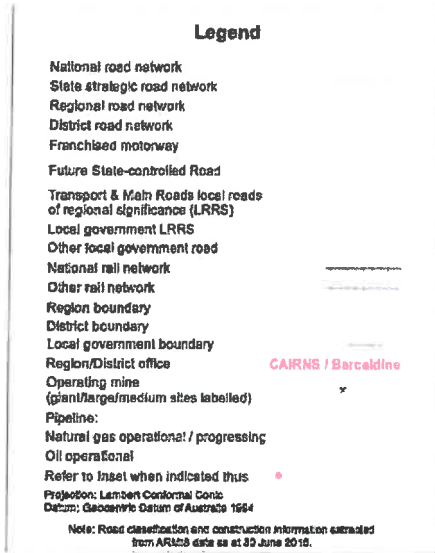 Legend
National road network
State strategic road network
Regional road network
District road network
Franchised motorway
Future State-controlled Road
Transport & Main Roads local roads
of regional significance (LRRS)
Local government LRRS
Other local government road
National rail network
Other rail network
Region boundary
District boundary
Local government boundary
Region/District office CAIRNS / Barcaldine
Operating mine
(giant/large/medium sites labelled)
Pipeline:
Natural gas operational / progressing
Oil operational
Refer to Inset when indicated thus
Projection: Lambert Conformal Conic
Datum: Geocentric Datum of Australia 1994
Note: Road classification and construction information extracted
from ARMIS data as at 30 June 2016.